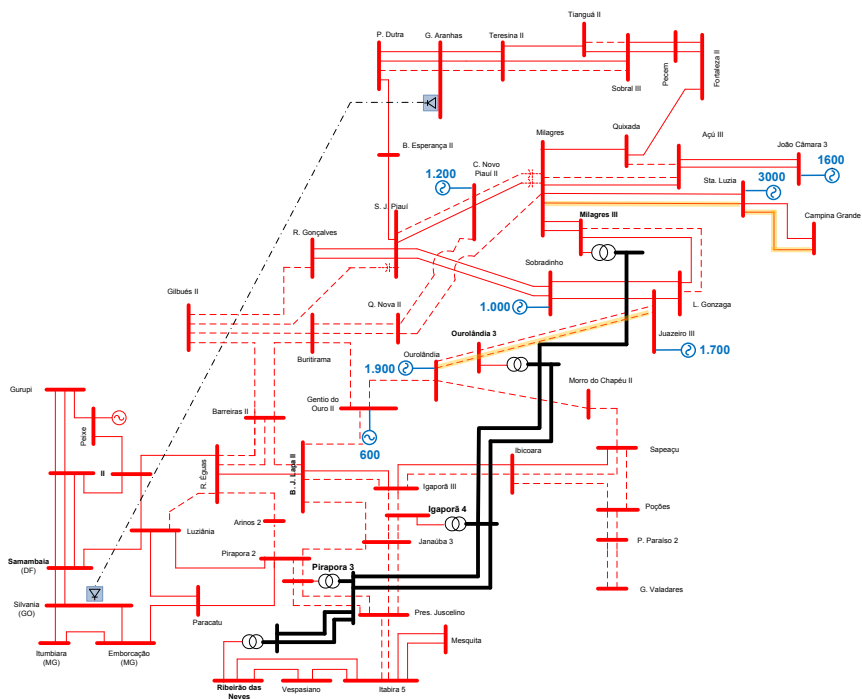 Tianguá II
P. Dutra
G. Aranhas
Teresina II
Pecem
Fortaleza II
Sobral III
B. Esperança II
C. Novo
Piauí II
Milagres
Quixada
Açú III
João Câmara 3
1.200
1600
3000
Sta. Luzia
S. J. Piauí
Milagres III
Campina Grande
R. Gonçalves
Sobradinho
Gilbués II
Q. Nova II
1.000
L. Gonzaga
Buritirama
Ourolândia 3
Juazeiro III
Ourolândia
1.900
1.700
Gurupi
Gentio do
Ouro II
Morro do Chapéu II
Peixe
Barreiras II
600
Ibicoara
Sapeaçu
II
R. Éguas
B. J. Lapa II
Igaporã III
Igaporã 4
Poções
Luziânia
Arinos 2
Janaúba 3
P. Paraíso 2
Samambaia
(DF)
Pirapora 2
Pirapora 3
G. Valadares
Silvania
(GO)
Paracatu
Pres. Juscelino
Mesquita
Itumbiara
(MG)
Emborcação
(MG)
Ribeirão das
Neves
Vespasiano
Itabira 5